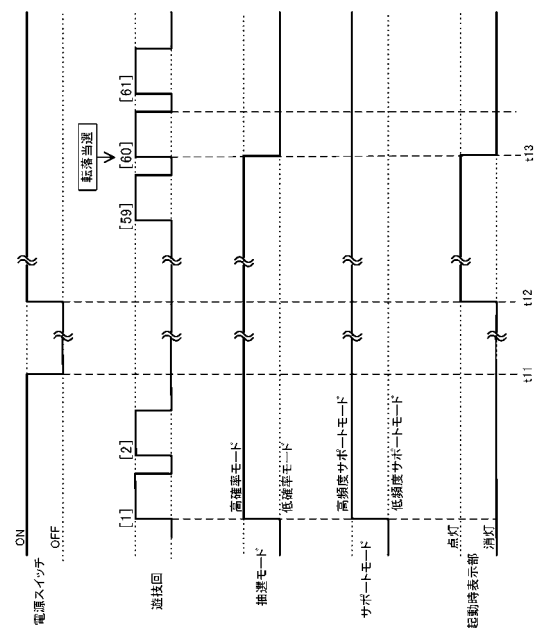 ON
電源スイッチ
OFF
転落当選
[1]
[2]
[59]
[60]
[61]
遊技回
高確率モード
抽選モード
低確率モード
高頻度サポートモード
サポートモード
低頻度サポートモード
点灯
起動時表示部
消灯
t11
t12
t13